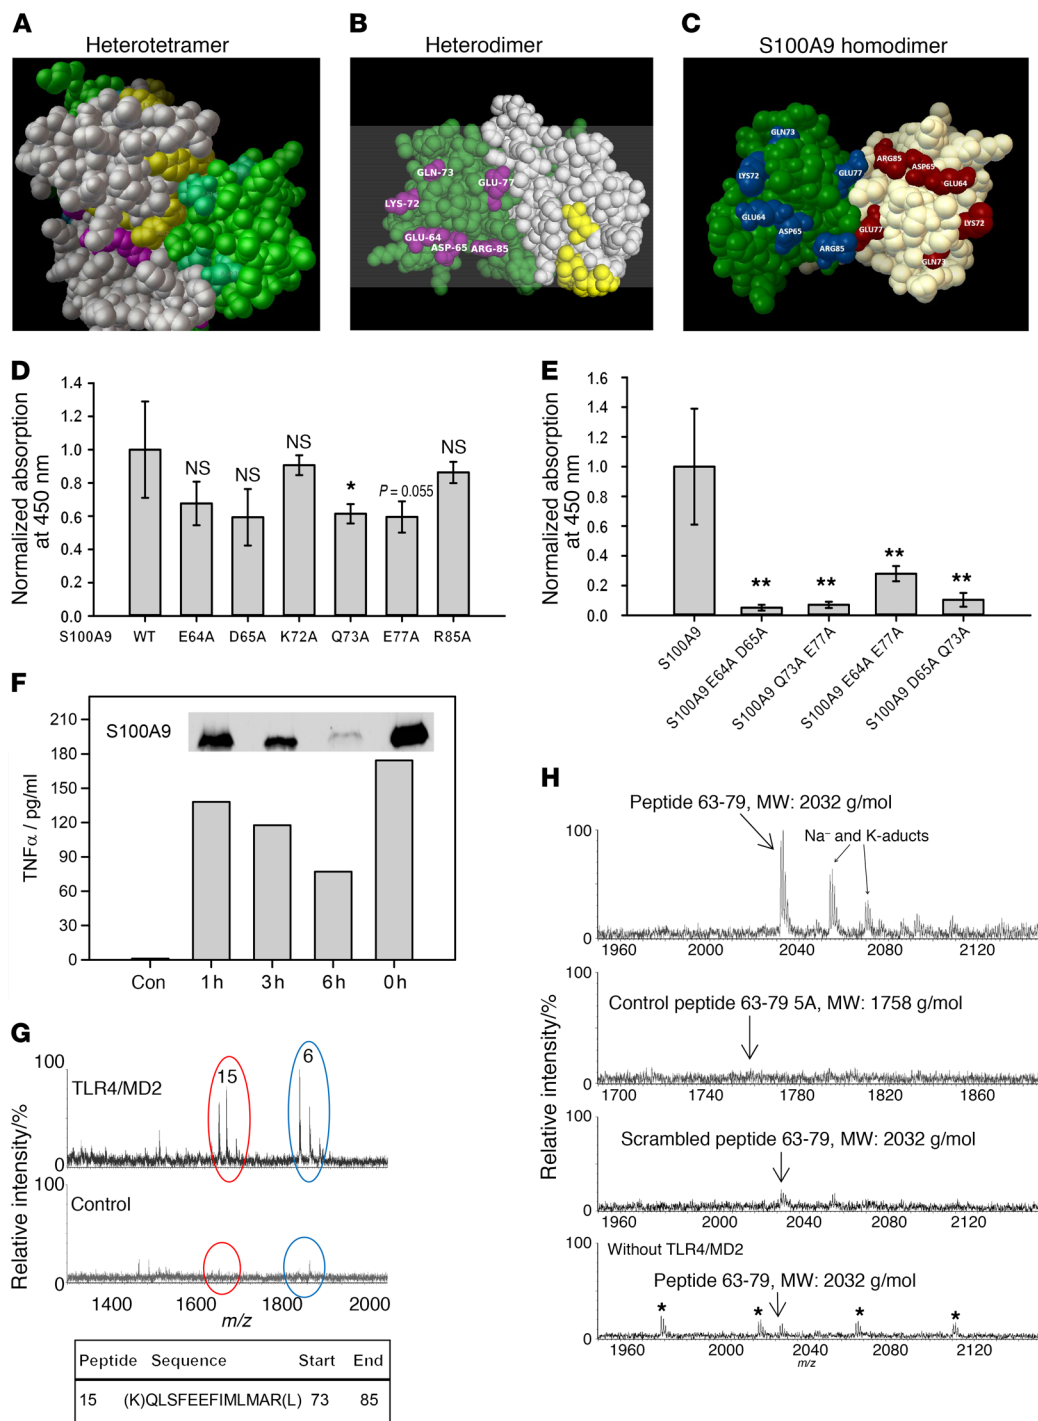 A
Heterotetramer
B
Heterodimer
GLN-73
GLU-77
LYS-72
GLU-64
ASP-65
ARG-85
C
S100A9 homodimer
GLN73
LYS72
GLU77
GLU64
ASP65
ARG85
ARG85
ASP65
GLU64
GLU77
LYS72
GLN73
D
Normalized absorption
at 450 nm
1.4
1.2
1.0
0.8
0.6
0.4
0.2
0.0
NS
NS
NS
*
P = 0.055
NS
S100A9
WT
E64A
D65A
K72A
Q73A
E77A
R85A
E
Normalized absorption
at 450 nm
1.6
1.4
1.2
1.0
0.8
0.6
0.4
0.2
0.0
**
**
**
**
S100A9
S100A9 E64A D65A
S100A9 Q73A E77A
S100A9 E64A E77A
S100A9 D65A Q73A
F
TNFα / pg/ml
210
180
150
120
90
60
30
0
S100A9
Con
1h
3h
6h
0h
G
Relative intensity/%
100
TLR4/MD2
15
6
0
100
Control
0
1400
1600
1800
2000
m/z
Peptide Sequence Start End
15 (K)QLSFEEFIMLMAR(L) 73 85
H
Relative intensity/%
Peptide 63-79, MW: 2032 g/mol
Na⁻ and K-aducts
100
0
1960 2000 2040 2080 2120
Control peptide 63-79 5A, MW: 1758 g/mol
100
0
1700 1740 1780 1820 1860
Scrambled peptide 63-79, MW: 2032 g/mol
100
0
1960 2000 2040 2080 2120
Without TLR4/MD2
Peptide 63-79, MW: 2032 g/mol
100
* * * *
0
1960 2000 2040 2080 2120
m/z